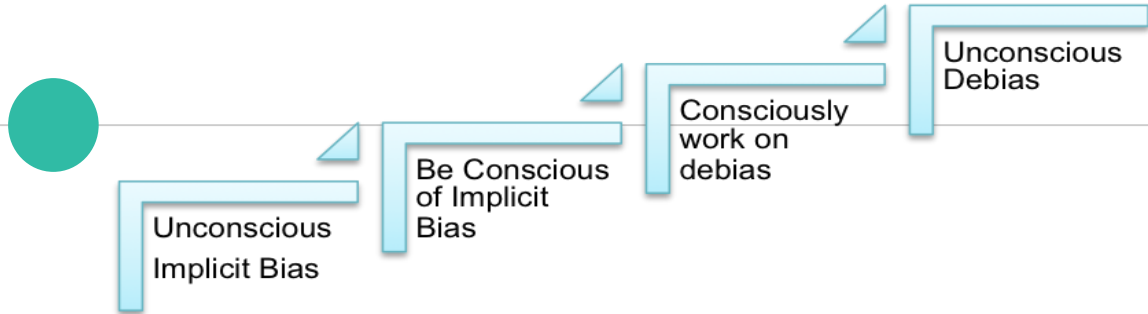 Unconscious
Implicit Bias
Be Conscious
of Implicit
Bias
Consciously
work on
debias
Unconscious
Debias